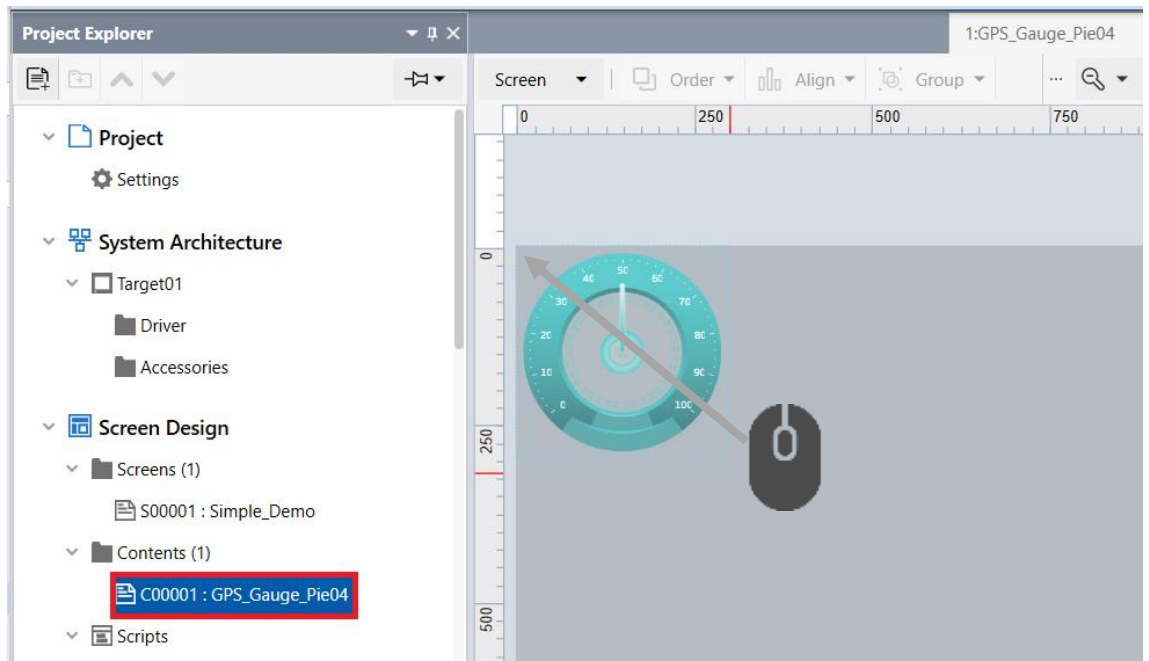 Project Explorer
1:GPS_Gauge_Pie04
Screen
Order
Align
Group
...
0
250
500
750
Project
Settings
System Architecture
Target01
Driver
Accessories
Screen Design
Screens (1)
S00001 : Simple_Demo
Contents (1)
C00001 : GPS_Gauge_Pie04
Scripts
0
250
500
0
10
20
30
40
50
60
70
80
90
100